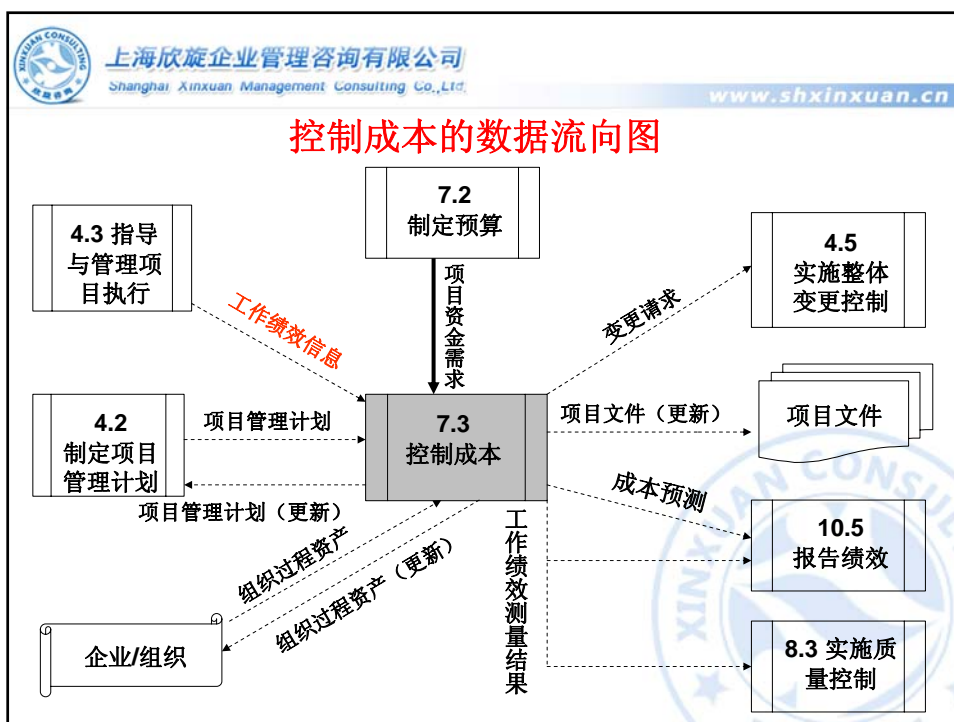 XINXUAN CONSULTING
欣旋咨询
上海欣旋企业管理咨询有限公司
Shanghai Xinxuan Management Consulting Co.,Ltd.
www.shxinxuan.cn
控制成本的数据流向图
7.2
制定预算
4.3 指导
与管理项
目执行
4.5
实施整体
变更控制
项目资金需求
工作绩效信息
变更请求
4.2
制定项目
管理计划
项目管理计划
7.3
控制成本
项目文件（更新）
项目文件
项目管理计划（更新）
成本预测
10.5
报告绩效
组织过程资产
组织过程资产（更新）
工作绩效测量结果
企业/组织
8.3 实施质
量控制
XINXUAN CONSUL